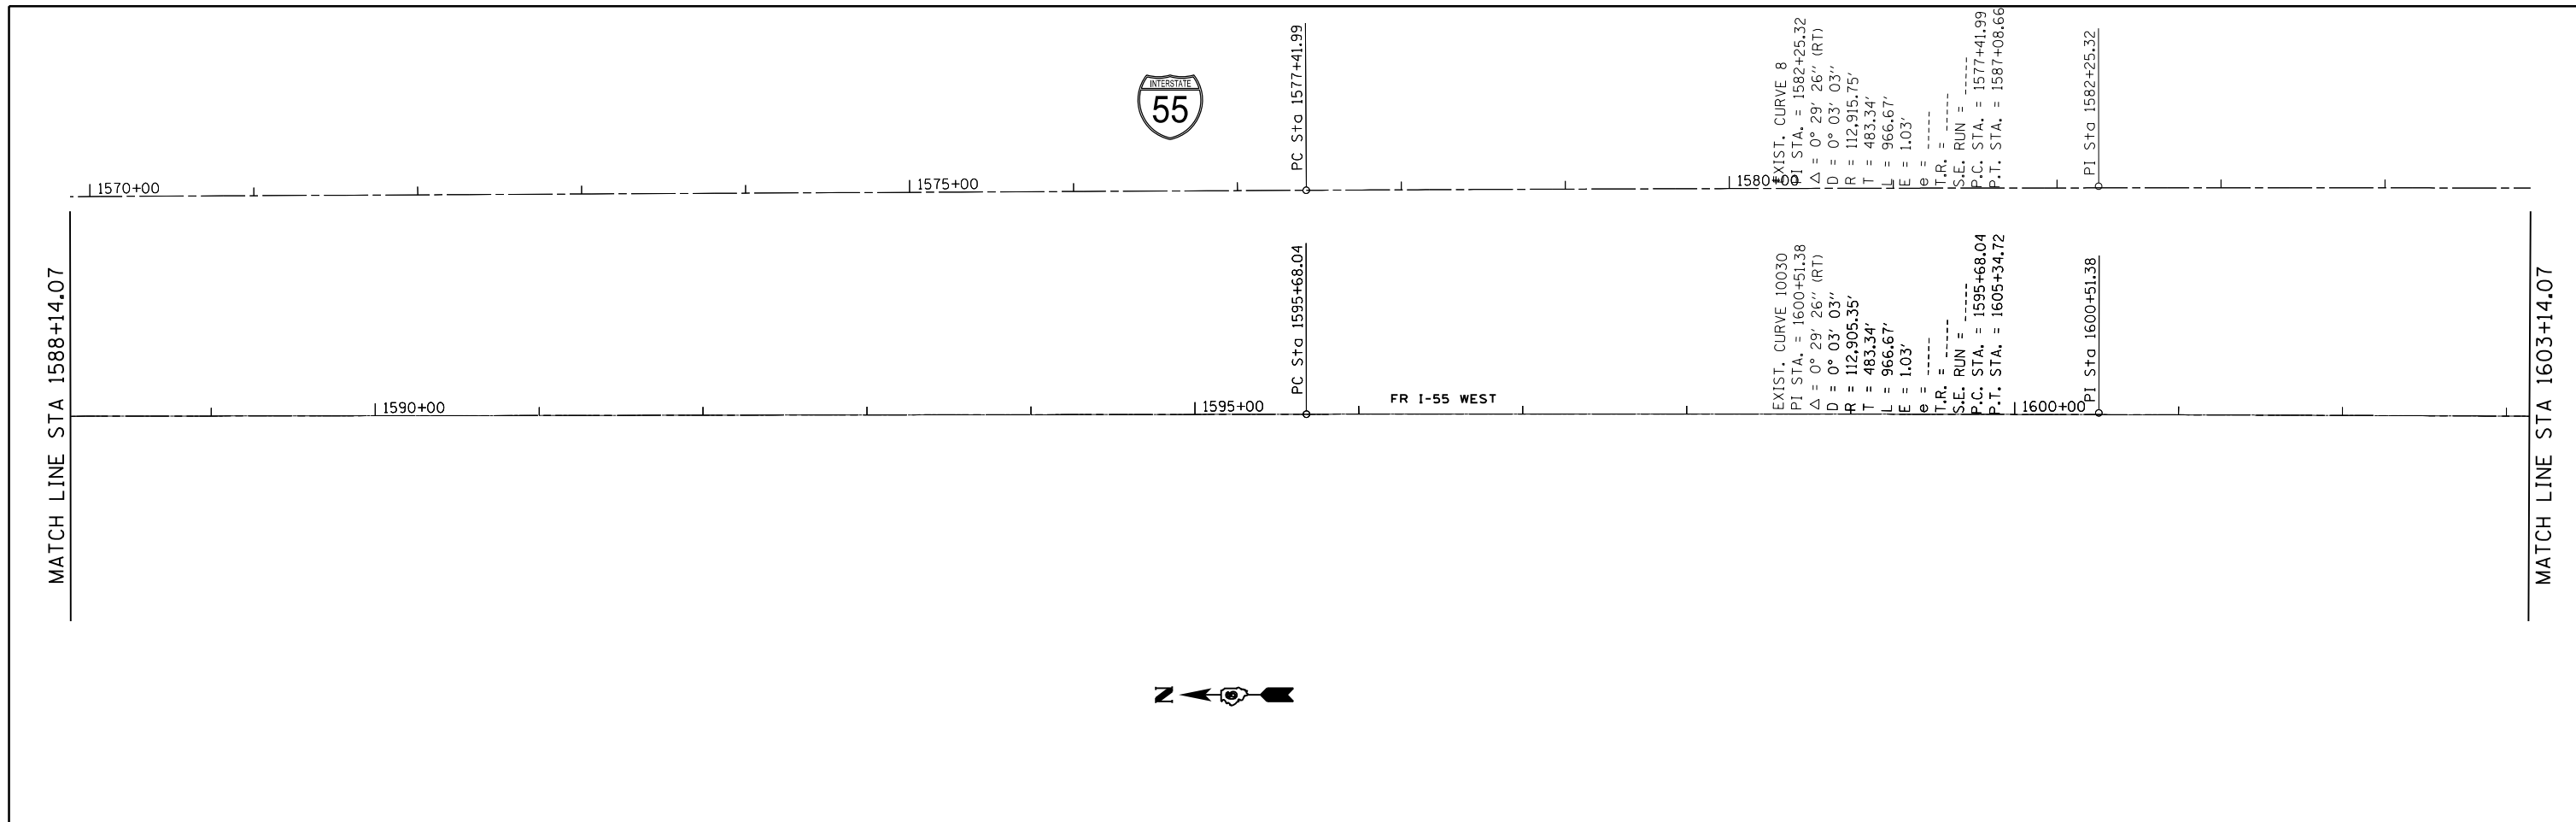 INTERSTATE
55
PC Sta 1577+41.99
EXIST. CURVE 8
PI STA. = 1582+25.32
Δ = 0° 29' 26" (RT)
D = 0° 03' 03"
R = 112,915.75'
T = 483.34'
L = 966.67'
E = 1.03'
e = -----
T.R. = -----
S.E. RUN = -----
P.C. STA. = 1577+41.99
P.T. STA. = 1587+08.66
PI Sta 1582+25.32
1570+00
1575+00
1580+00
MATCH LINE STA 1588+14.07
PC Sta 1595+68.04
EXIST. CURVE 10030
PI STA. = 1600+51.38
Δ = 0° 29' 26" (RT)
D = 0° 03' 03"
R = 112,905.35'
T = 483.34'
L = 966.67'
E = 1.03'
e = -----
T.R. = -----
S.E. RUN = -----
P.C. STA. = 1595+68.04
P.T. STA. = 1605+34.72
PI Sta 1600+51.38
MATCH LINE STA 1603+14.07
1590+00
1595+00
FR I-55 WEST
1600+00
N